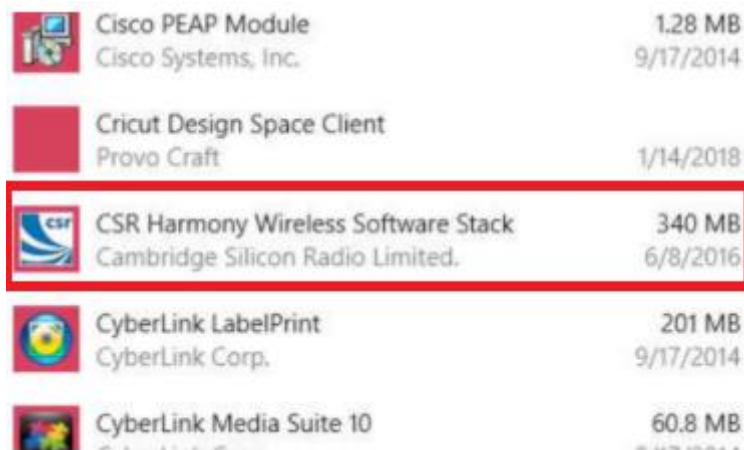 Cisco PEAP Module 1.28 MB
Cisco Systems, Inc. 9/17/2014
Cricut Design Space Client
Provo Craft 1/14/2018
csr
CSR Harmony Wireless Software Stack 340 MB
Cambridge Silicon Radio Limited. 6/8/2016
CyberLink LabelPrint 201 MB
CyberLink Corp. 9/17/2014
CyberLink Media Suite 10 60.8 MB